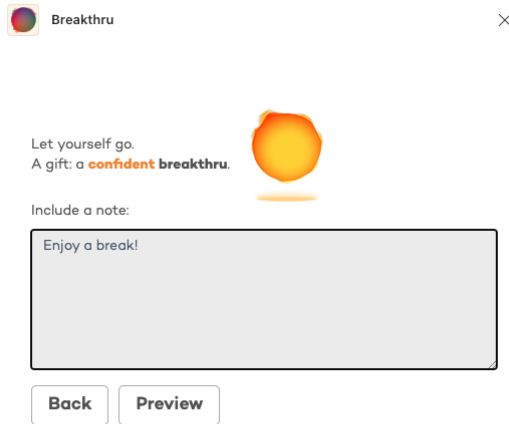 Breakthru
Let yourself go.
A gift: a confident breakthru.
Include a note:
Enjoy a break!
Back
Preview